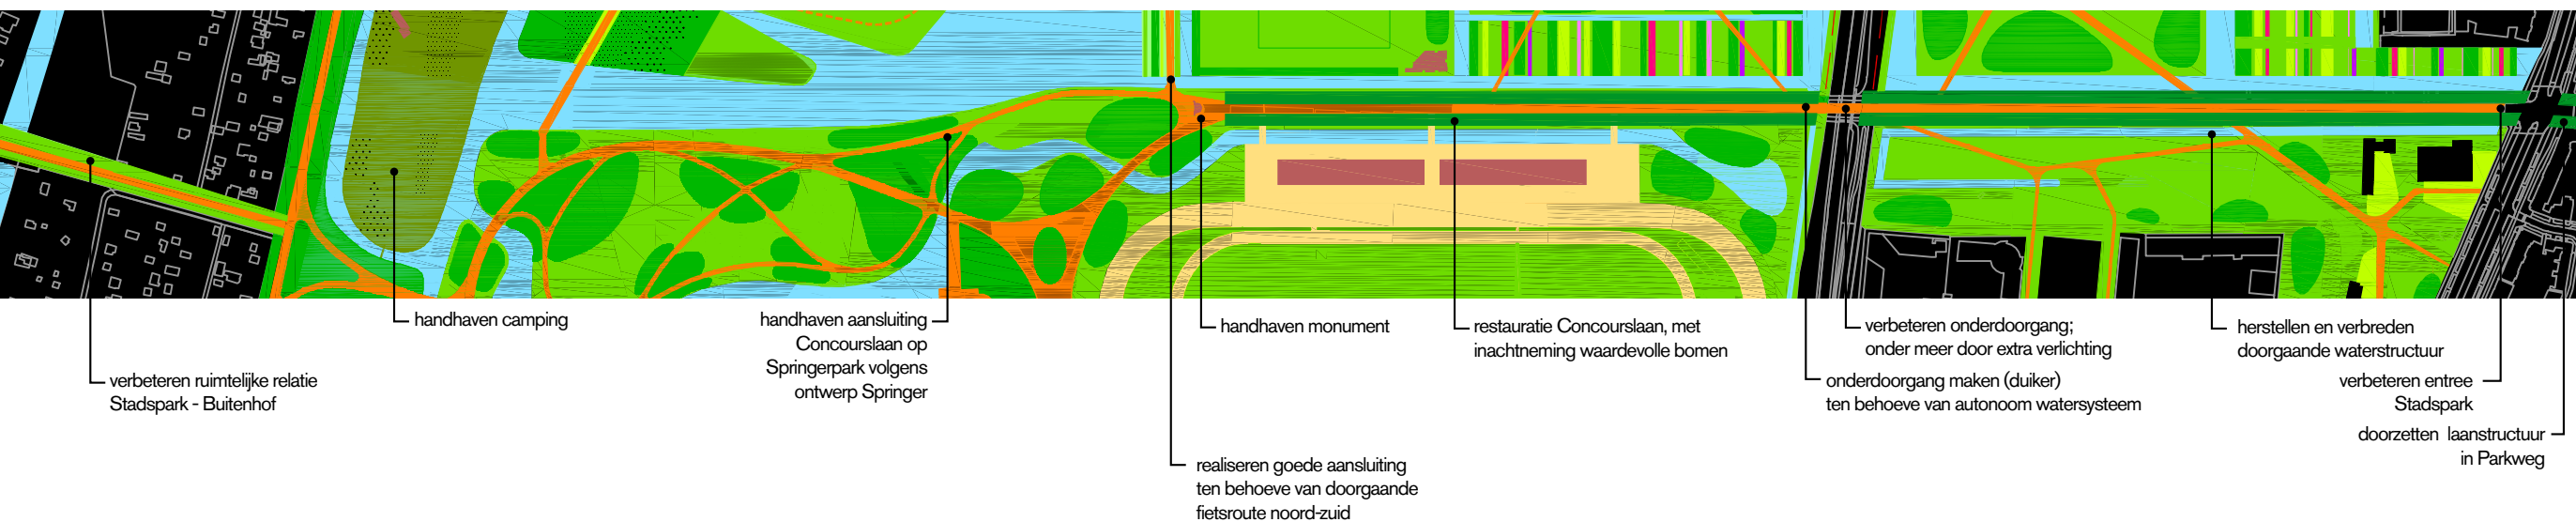 verbeteren ruimtelijke relatie
Stadspark - Buitenhof
handhaven camping
handhaven aansluiting
Concourslaan op
Springerpark volgens
ontwerp Springer
realiseren goede aansluiting
ten behoeve van doorgaande
fietsroute noord-zuid
handhaven monument
restauratie Concourslaan, met
inachtneming waardevolle bomen
onderdoorgang maken (duiker)
ten behoeve van autonoom watersysteem
verbeteren onderdoorgang;
onder meer door extra verlichting
herstellen en verbreden
doorgaande waterstructuur
verbeteren entree
Stadspark
doorzetten laanstructuur
in Parkweg